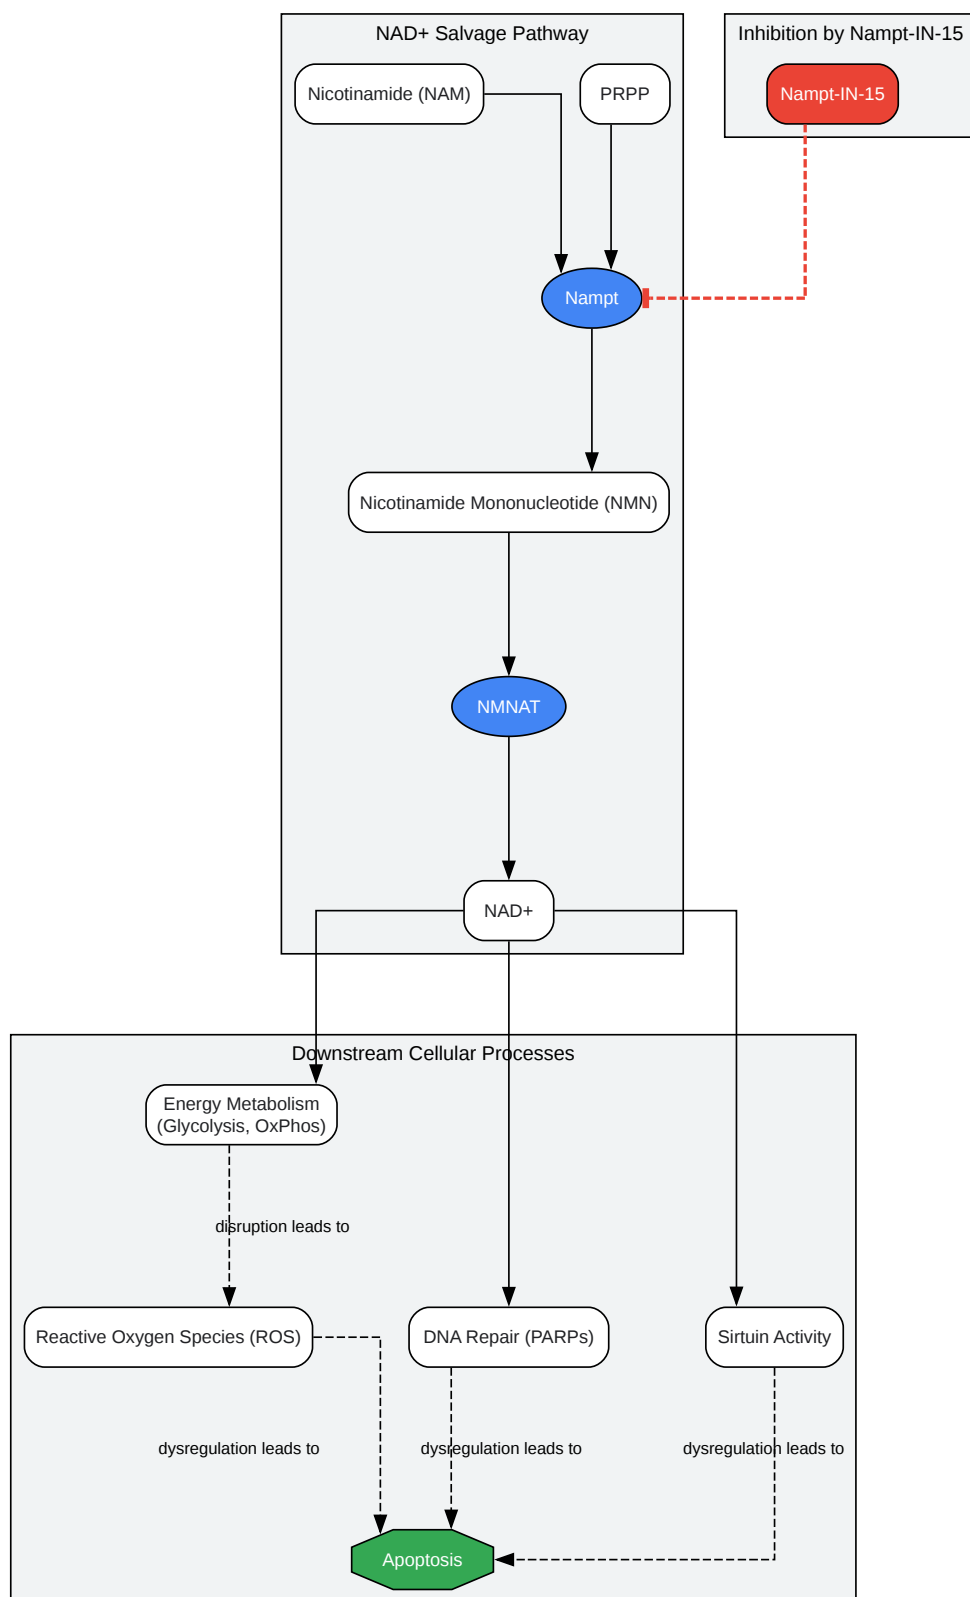 NAD+ Salvage Pathway
Inhibition by Nampt-IN-15
Nicotinamide (NAM)
PRPP
Nampt-IN-15
Nampt
Nicotinamide Mononucleotide (NMN)
NMNAT
NAD+
Downstream Cellular Processes
Energy Metabolism
(Glycolysis, OxPhos)
disruption leads to
Reactive Oxygen Species (ROS)
DNA Repair (PARPs)
Sirtuin Activity
dysregulation leads to
dysregulation leads to
dysregulation leads to
Apoptosis